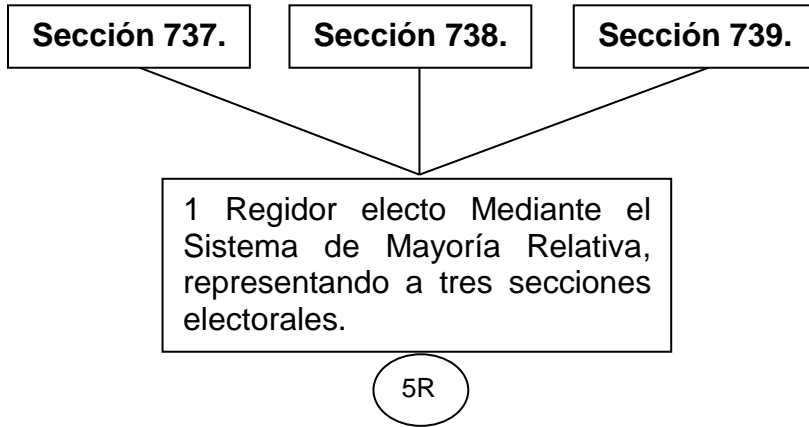 Sección 737. Sección 738. Sección 739.
1 Regidor electo Mediante el
Sistema de Mayoría Relativa,
representando a tres secciones
electorales.
5R